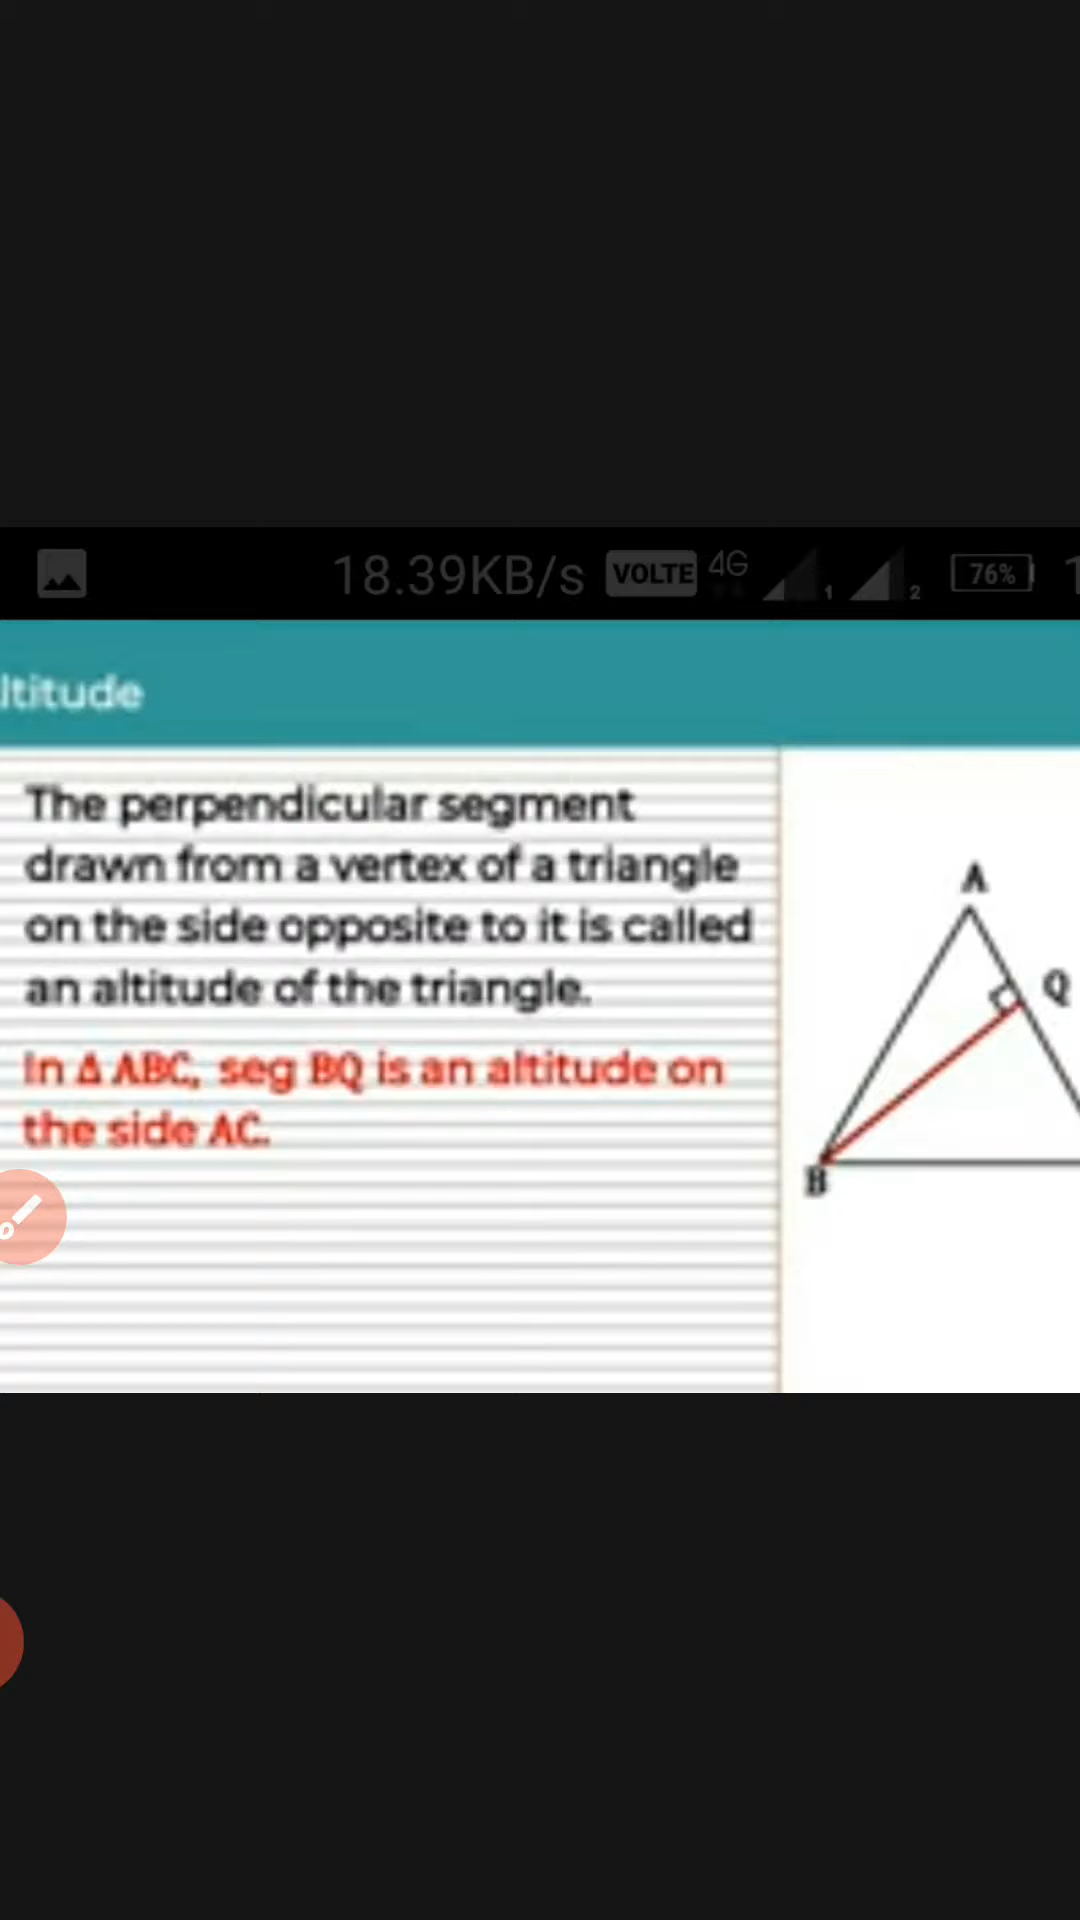 18.39KB/s VOLTE 4G 1 2 76% 1
ltitude
The perpendicular segment
drawn from a vertex of a triangle
on the side opposite to it is called
an altitude of the triangle.
In Δ ABC, seg BQ is an altitude on
the side AC.
A
Q
B